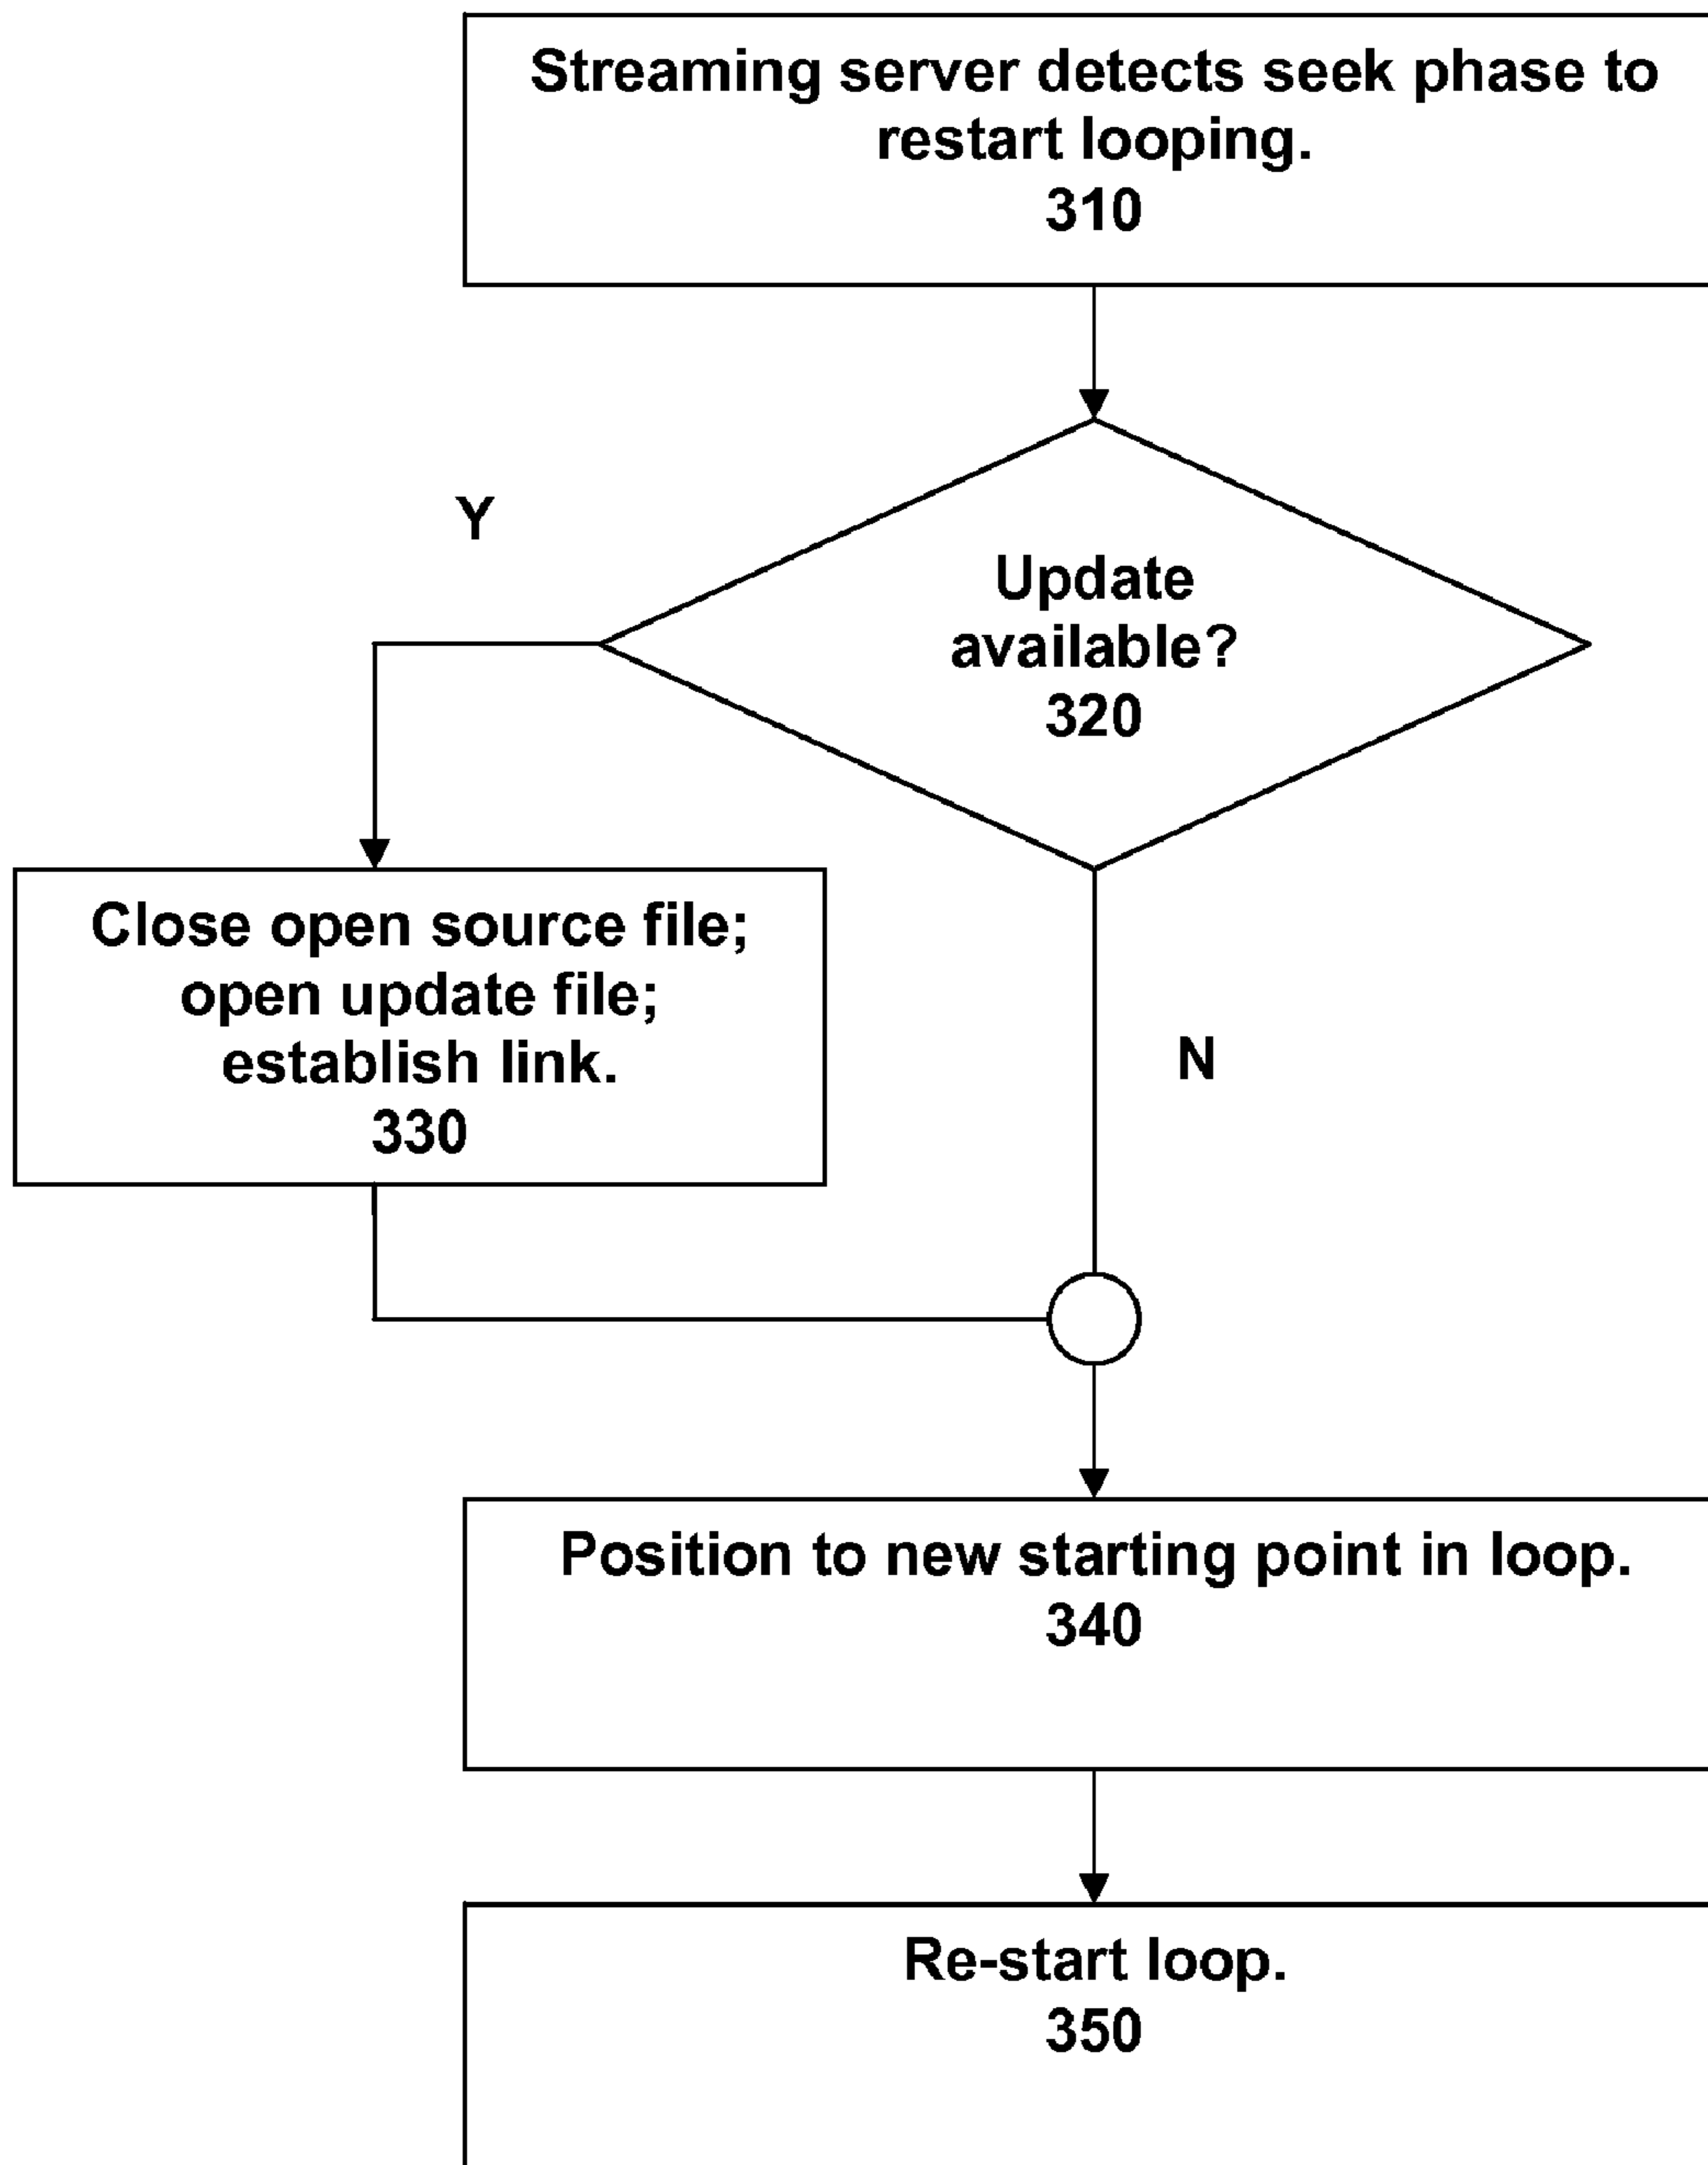 Streaming server detects seek phase to
restart looping.
310
Y
Update
available?
320
Close open source file;
open update file;
establish link.
330
N
Position to new starting point in loop.
340
Re-start loop.
350